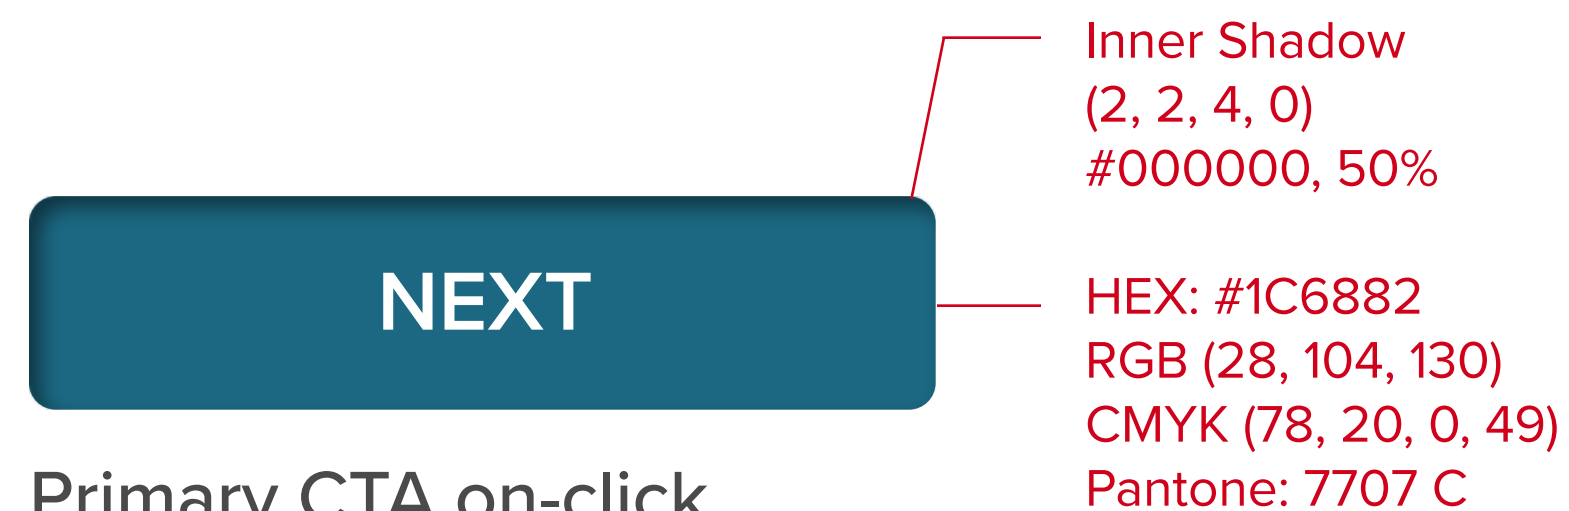 Inner Shadow
(2, 2, 4, 0)
#000000, 50%
NEXT
HEX: #1C6882
RGB (28, 104, 130)
CMYK (78, 20, 0, 49)
Pantone: 7707 C
Primary CTA on-click